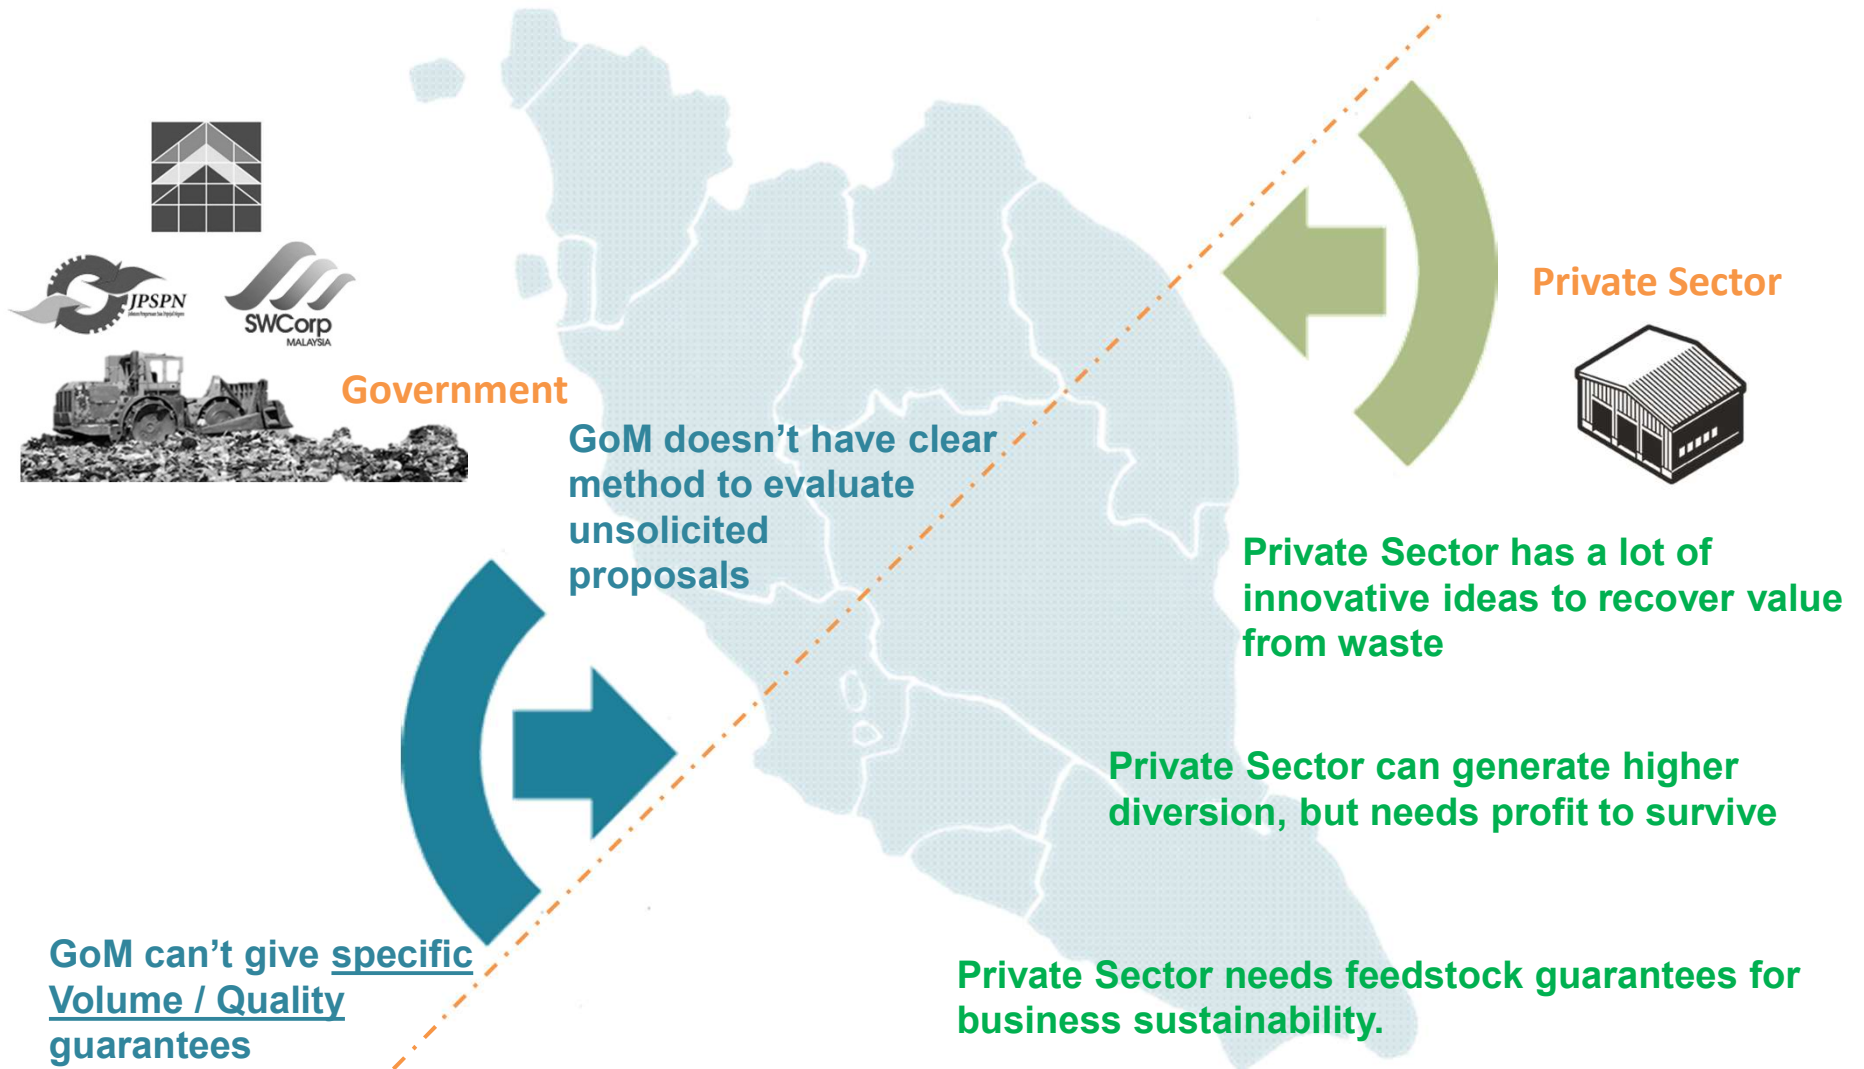 JPSPN
SWCorp
MALAYSIA
Government
Private Sector
GoM doesn’t have clear
method to evaluate
unsolicited
proposals
Private Sector has a lot of
innovative ideas to recover value
from waste
Private Sector can generate higher
diversion, but needs profit to survive
GoM can’t give specific
Volume / Quality
guarantees
Private Sector needs feedstock guarantees for
business sustainability.